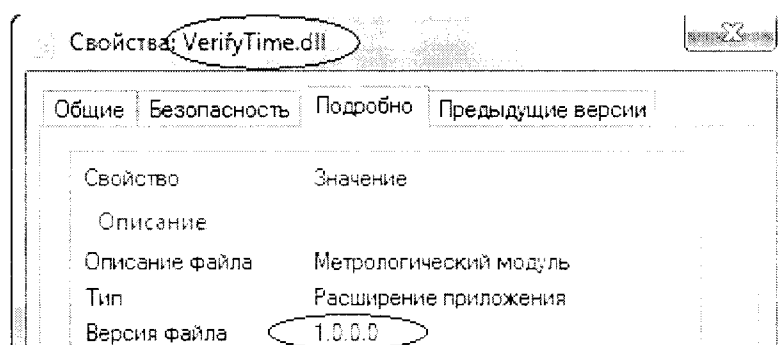 Свойства: VerifyTime.dll
Общие Безопасность Подробно Предыдущие версии
Свойство Значение
Описание
Описание файла Метрологический модуль
Тип Расширение приложения
Версия файла 1.0.0.0